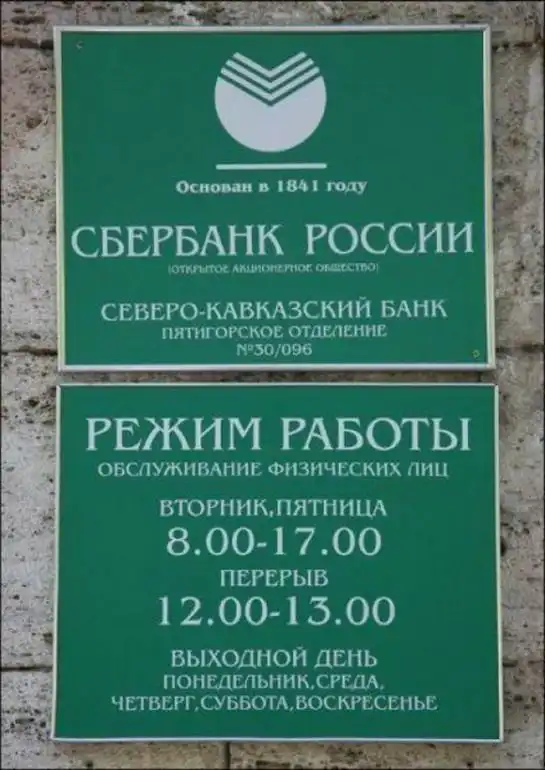 Основан в 1841 году
СБЕРБАНК РОССИИ
(ОТКРЫТОЕ АКЦИОНЕРНОЕ ОБЩЕСТВО)
СЕВЕРО-КАВКАЗСКИЙ БАНК
ПЯТИГОРСКОЕ ОТДЕЛЕНИЕ
№30/096
РЕЖИМ РАБОТЫ
ОБСЛУЖИВАНИЕ ФИЗИЧЕСКИХ ЛИЦ
ВТОРНИК,ПЯТНИЦА
8.00-17.00
ПЕРЕРЫВ
12.00-13.00
ВЫХОДНОЙ ДЕНЬ
ПОНЕДЕЛЬНИК,СРЕДА,
ЧЕТВЕРГ,СУББОТА,ВОСКРЕСЕНЬЕ